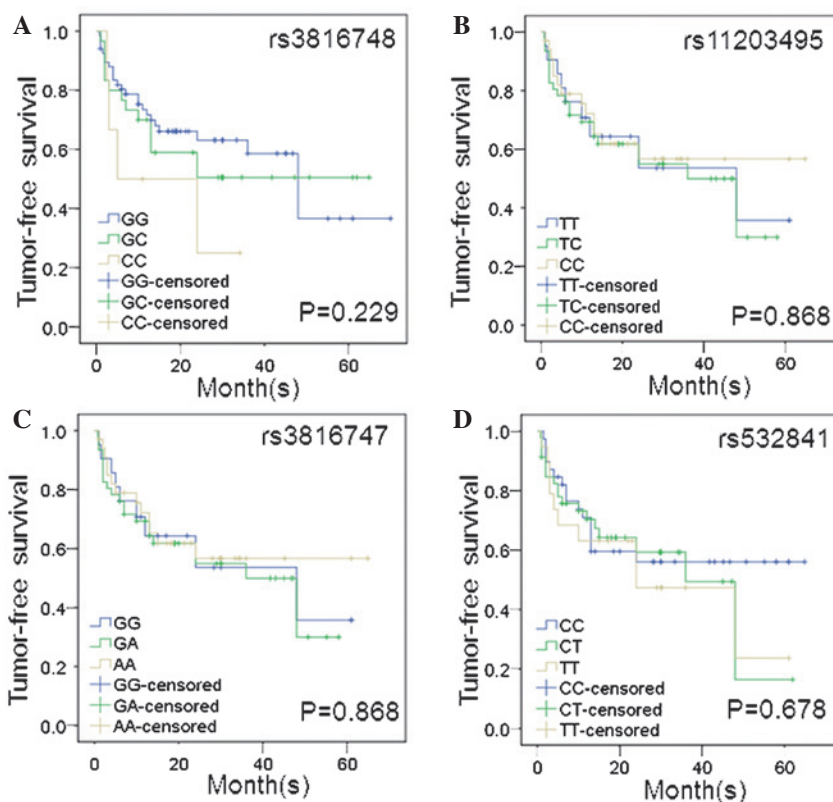 A
rs3816748
Tumor-free survival
1.0
0.8
0.6
0.4
0.2
0.0
GG
GC
CC
GG-censored
GC-censored
CC-censored
P=0.229
0 20 40 60
Month(s)
B
rs11203495
Tumor-free survival
1.0
0.8
0.6
0.4
0.2
0.0
TT
TC
CC
TT-censored
TC-censored
CC-censored
P=0.868
0 20 40 60
Month(s)
C
rs3816747
Tumor-free survival
1.0
0.8
0.6
0.4
0.2
0.0
GG
GA
AA
GG-censored
GA-censored
AA-censored
P=0.868
0 20 40 60
Month(s)
D
rs532841
Tumor-free survival
1.0
0.8
0.6
0.4
0.2
0.0
CC
CT
TT
CC-censored
CT-censored
TT-censored
P=0.678
0 20 40 60
Month(s)